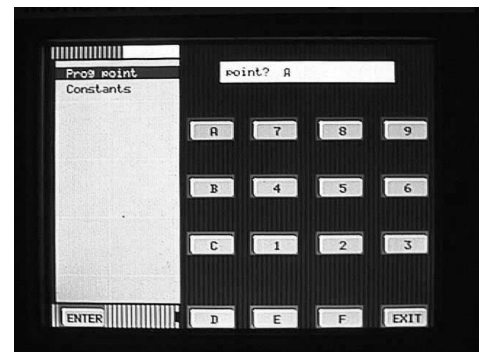 Prog point
Constants
point? A
A 7 8 9
B 4 5 6
C 1 2 3
ENTER D E F EXIT